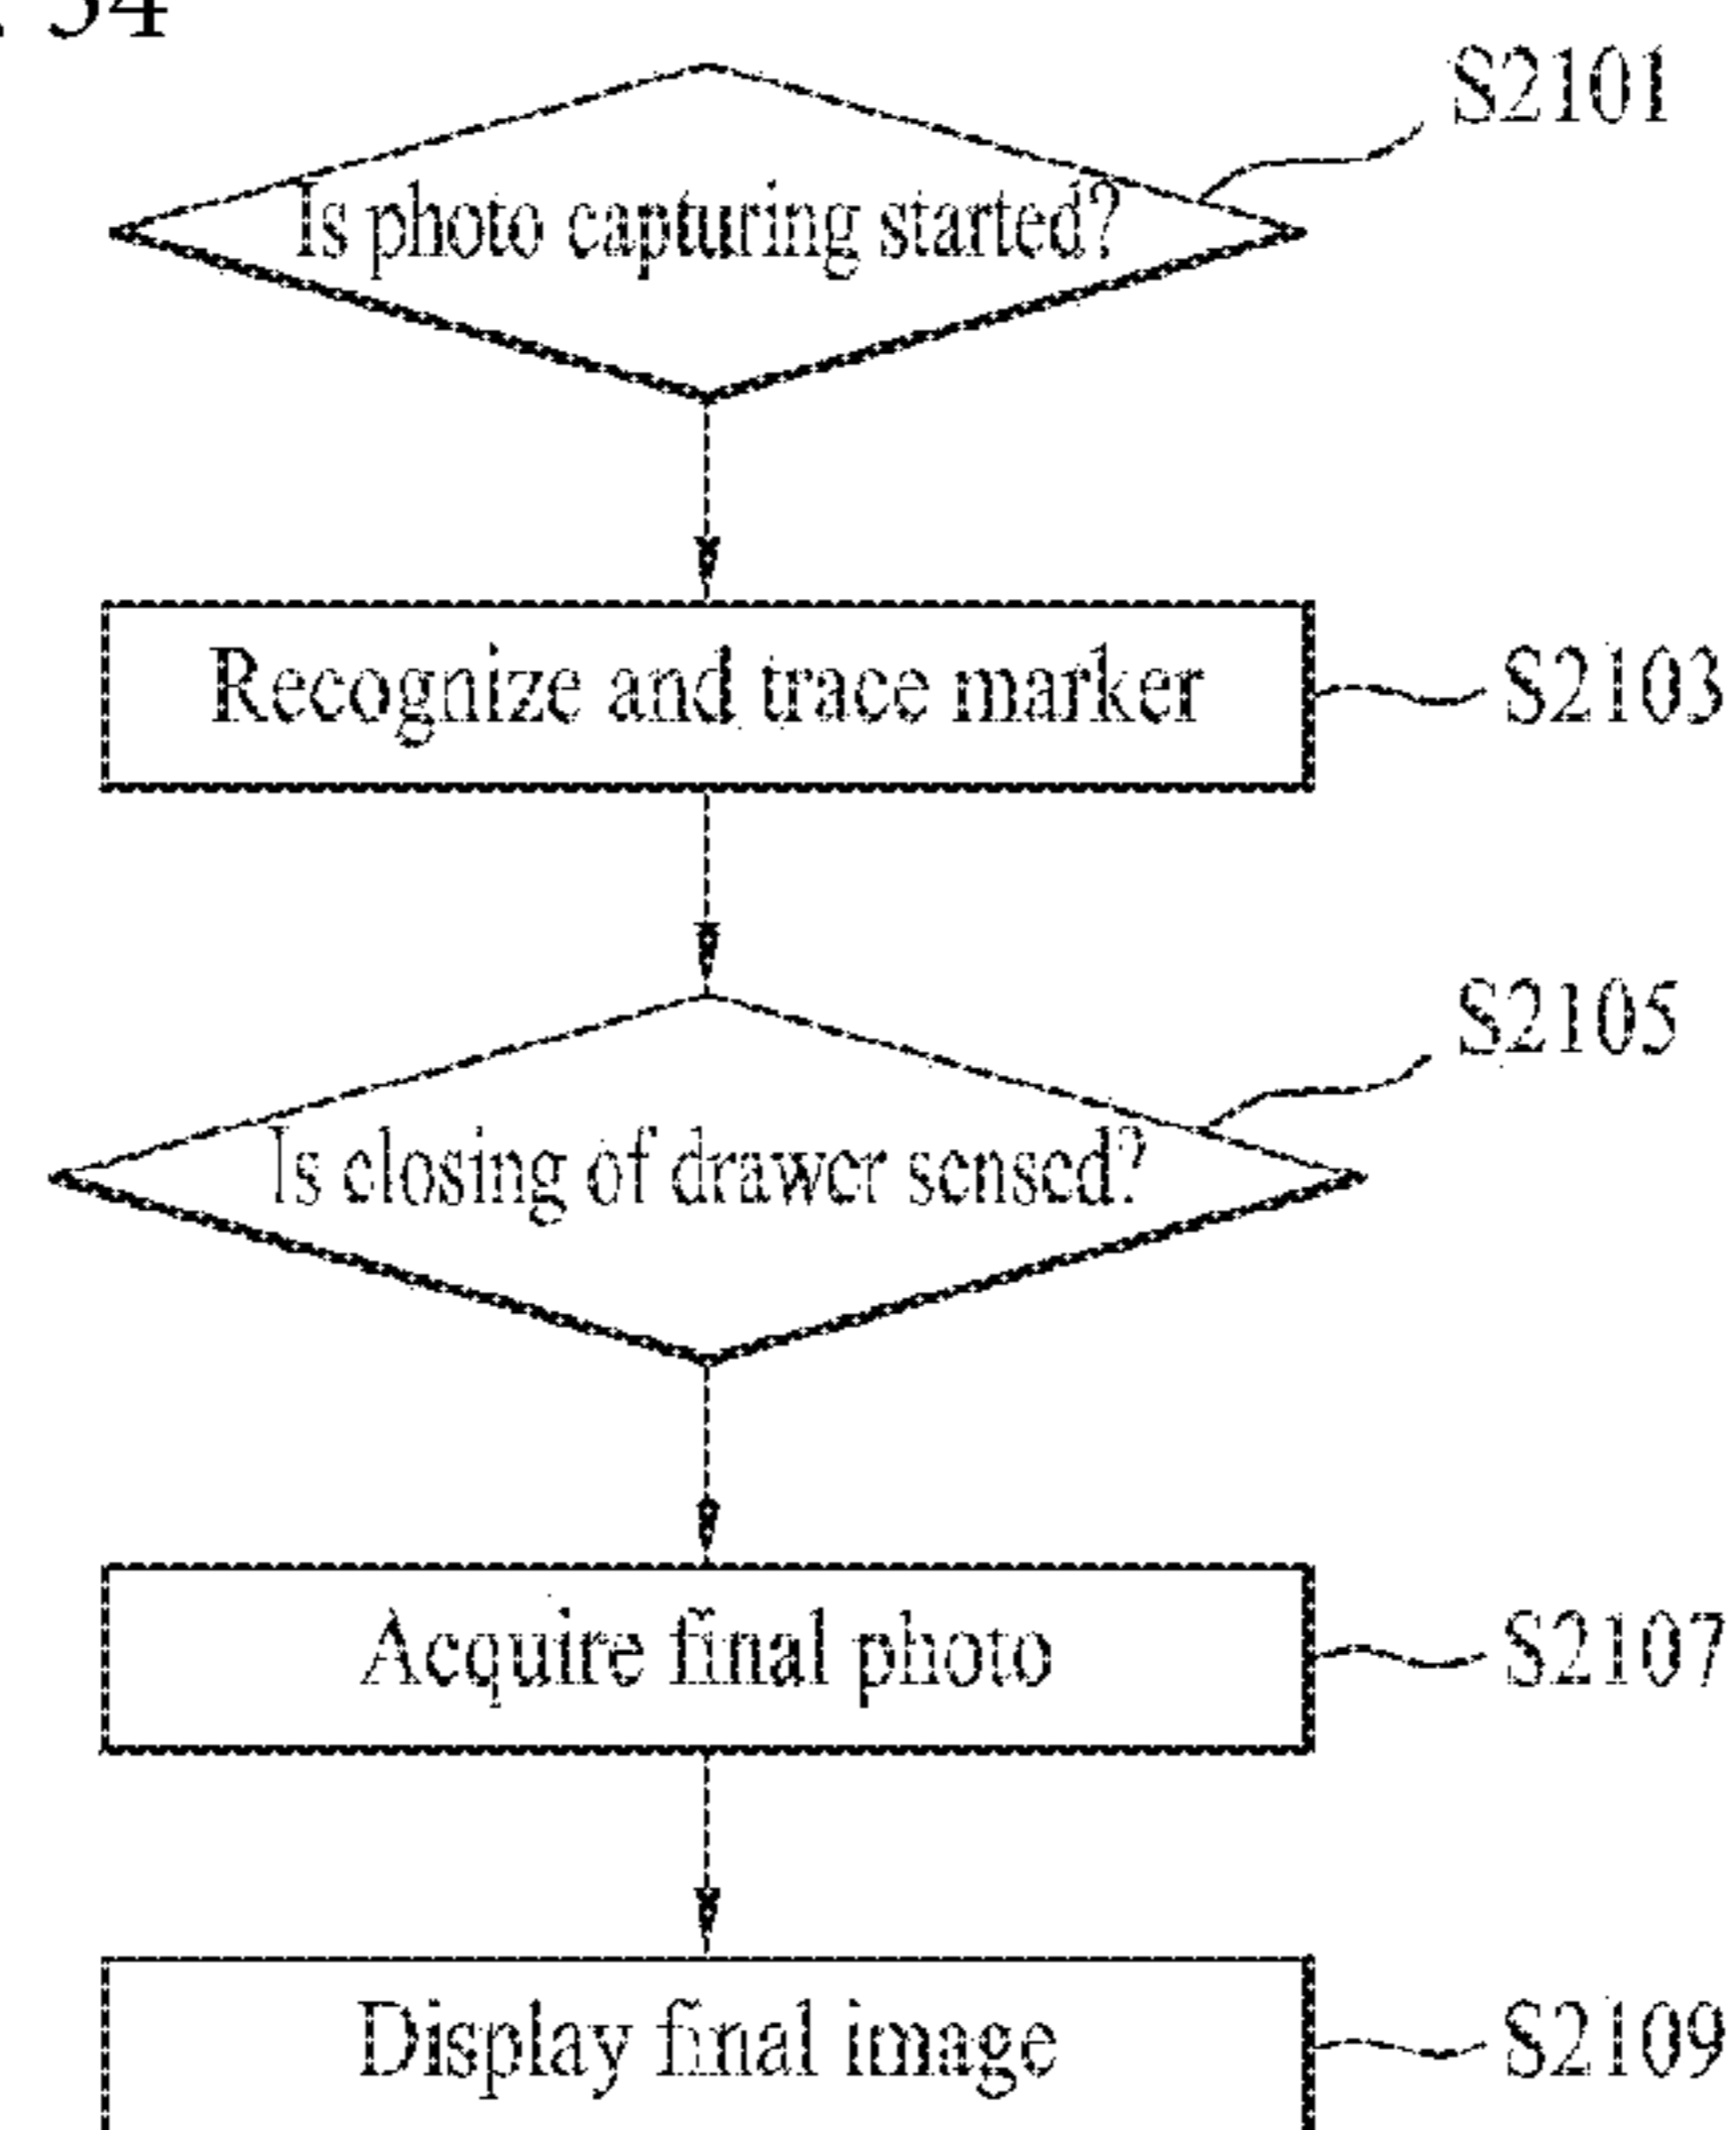 34
S2101
Is photo capturing started?
Recognize and trace marker
S2103
S2105
Is closing of drawer sensed?
Acquire final photo
S2107
Display final image
S2109